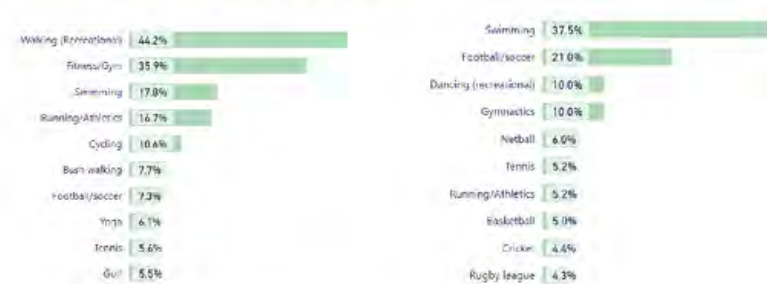 Walking (Recreational) 44.2%
Fitness/Gym 35.9%
Swimming 17.8%
Running/Athletics 16.7%
Cycling 10.6%
Bush walking 7.7%
Football/soccer 7.3%
Yoga 6.1%
Tennis 5.6%
Golf 5.5%
Swimming 37.5%
Football/soccer 21.0%
Dancing (recreational) 10.0%
Gymnastics 10.0%
Netball 6.0%
Tennis 5.2%
Running/Athletics 5.2%
Basketball 5.0%
Cricket 4.4%
Rugby league 4.3%